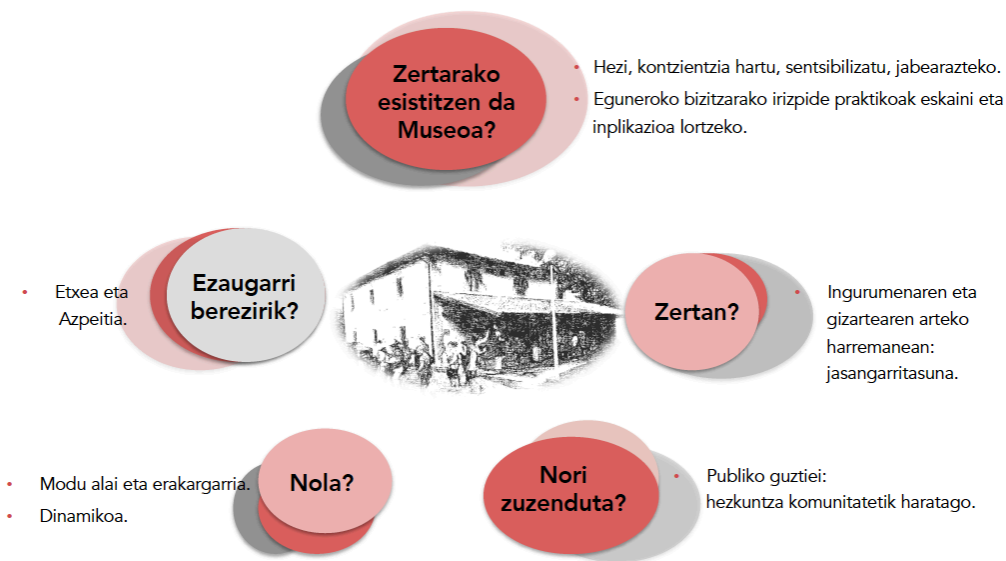 Zertarako
esistitzen da
Museoa?
• Hezi, kontzientzia hartu, sentsibilizatu, jabearazteko.
• Eguneroko bizitzarako irizpide praktikoak eskaini eta
inplikazioa lortzeko.
Ezaugarri
berezirik?
• Etxea eta
Azpeitia.
Zertan?
• Ingurumenaren eta
gizartearen arteko
harremanean:
jasangarritasuna.
Nola?
• Modu alai eta erakargarria.
• Dinamikoa.
Nori
zuzenduta?
• Publiko guztiei:
hezkuntza komunitatetik haratago.